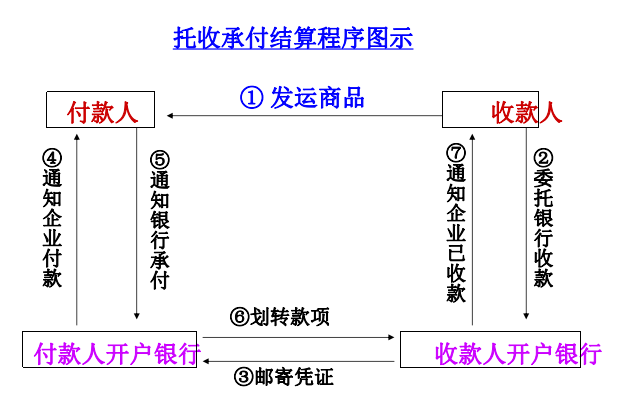 托收承付结算程序图示
① 发运商品
付款人
收款人
④通知企业付款
⑤通知银行承付
⑦通知企业已收款
②委托银行收款
⑥划转款项
付款人开户银行
收款人开户银行
③邮寄凭证